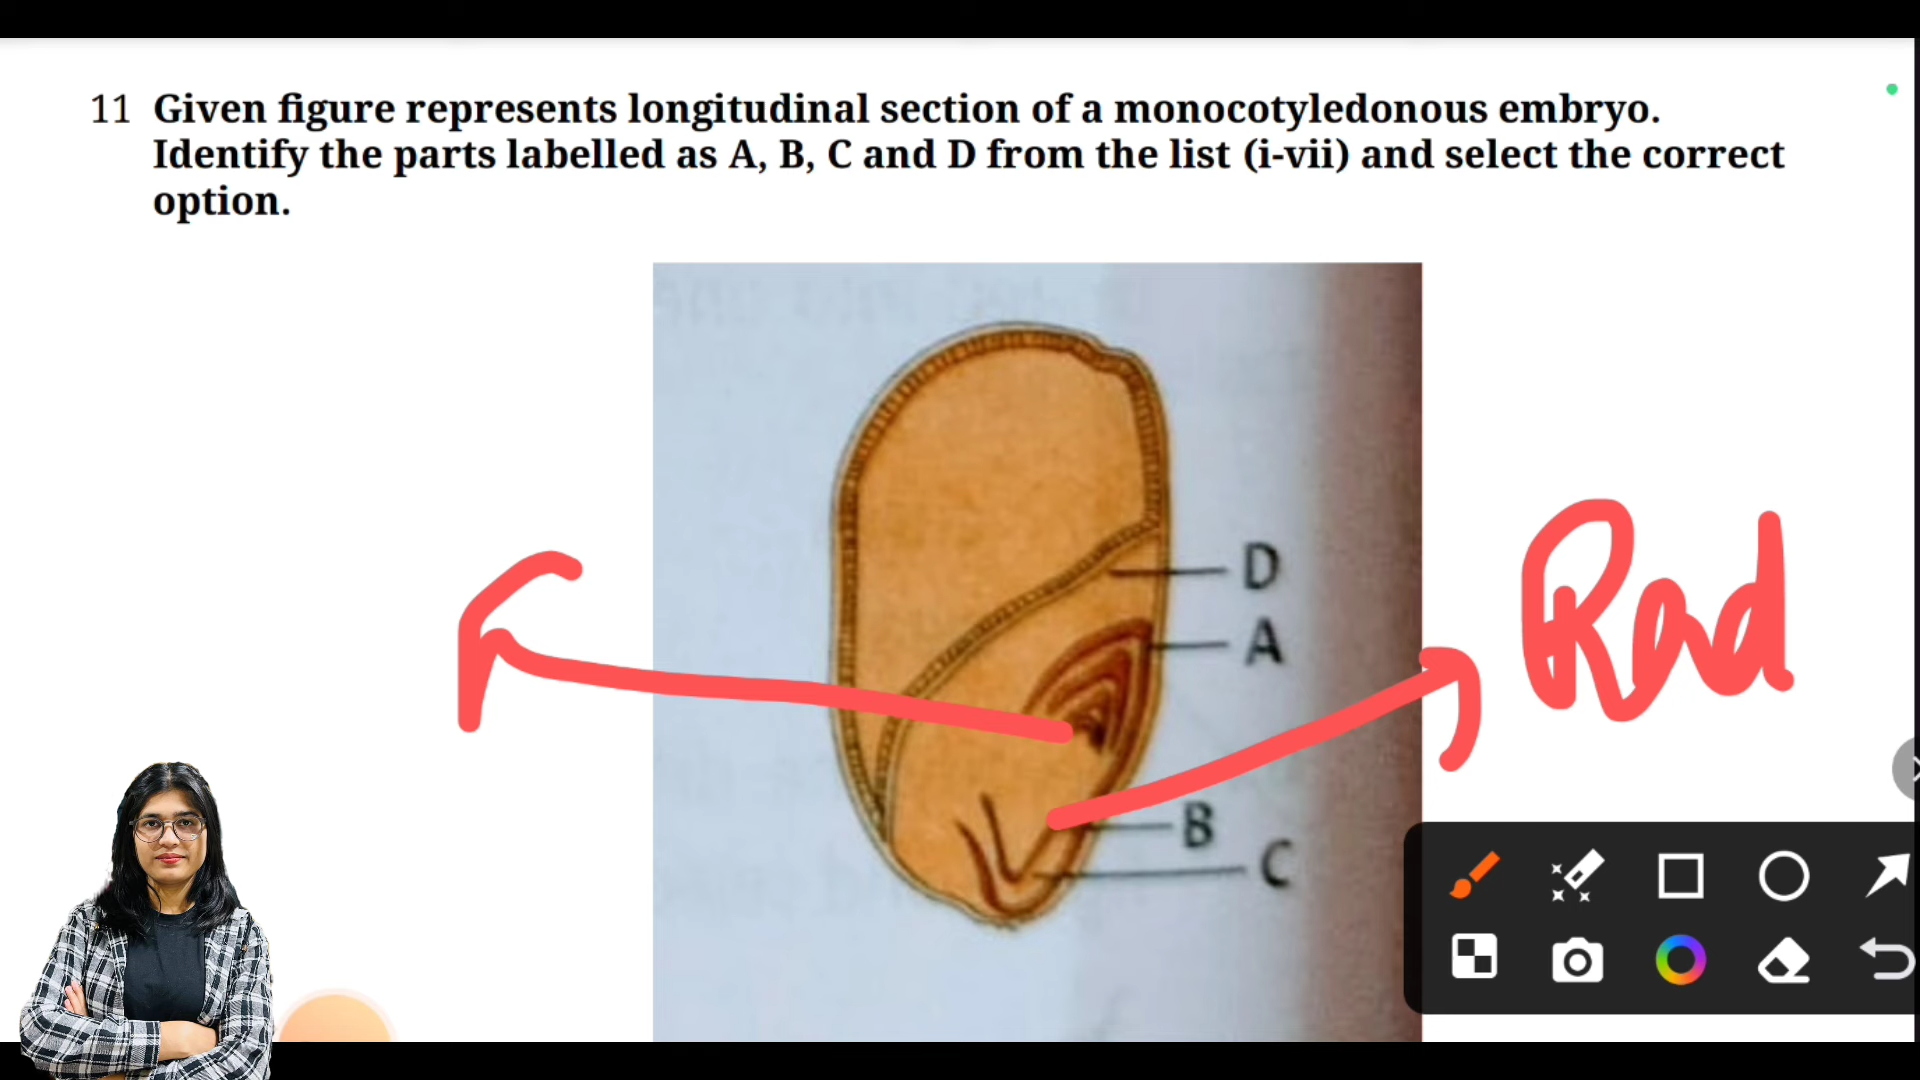 11 Given figure represents longitudinal section of a monocotyledonous embryo.
Identify the parts labelled as A, B, C and D from the list (i-vii) and select the correct
option.
D
A
Rad
B
C